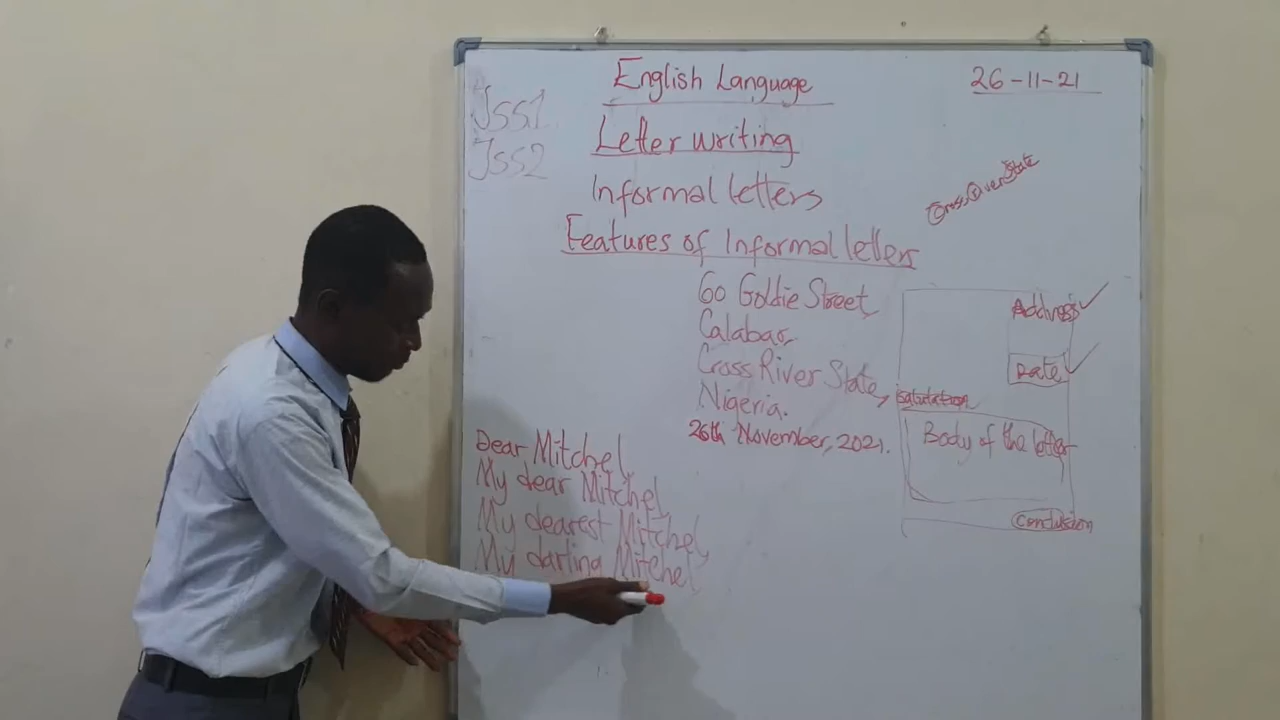 English Language
26-11-21
Jss1
Jss2
Letter writing
Informal letters
Cross River State
Features of Informal letters
60 Goldie Street,
Calabar,
Cross River State,
Nigeria.
26th November, 2021.
Address
Date
Salutation
Body of the letter
Conclusion
Dear Mitchel,
My dear Mitchel,
My dearest Mitchel,
My darling Mitchel,